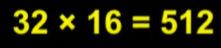 32 × 16 = 512